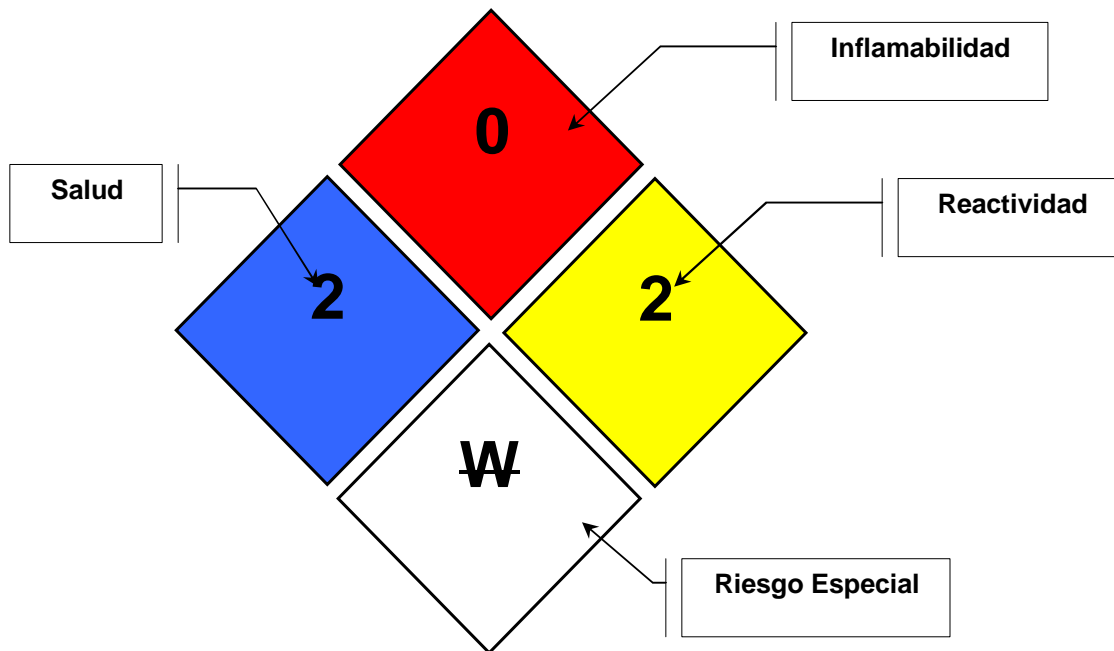 Inflamabilidad
0
Salud
Reactividad
2
2
W
Riesgo Especial